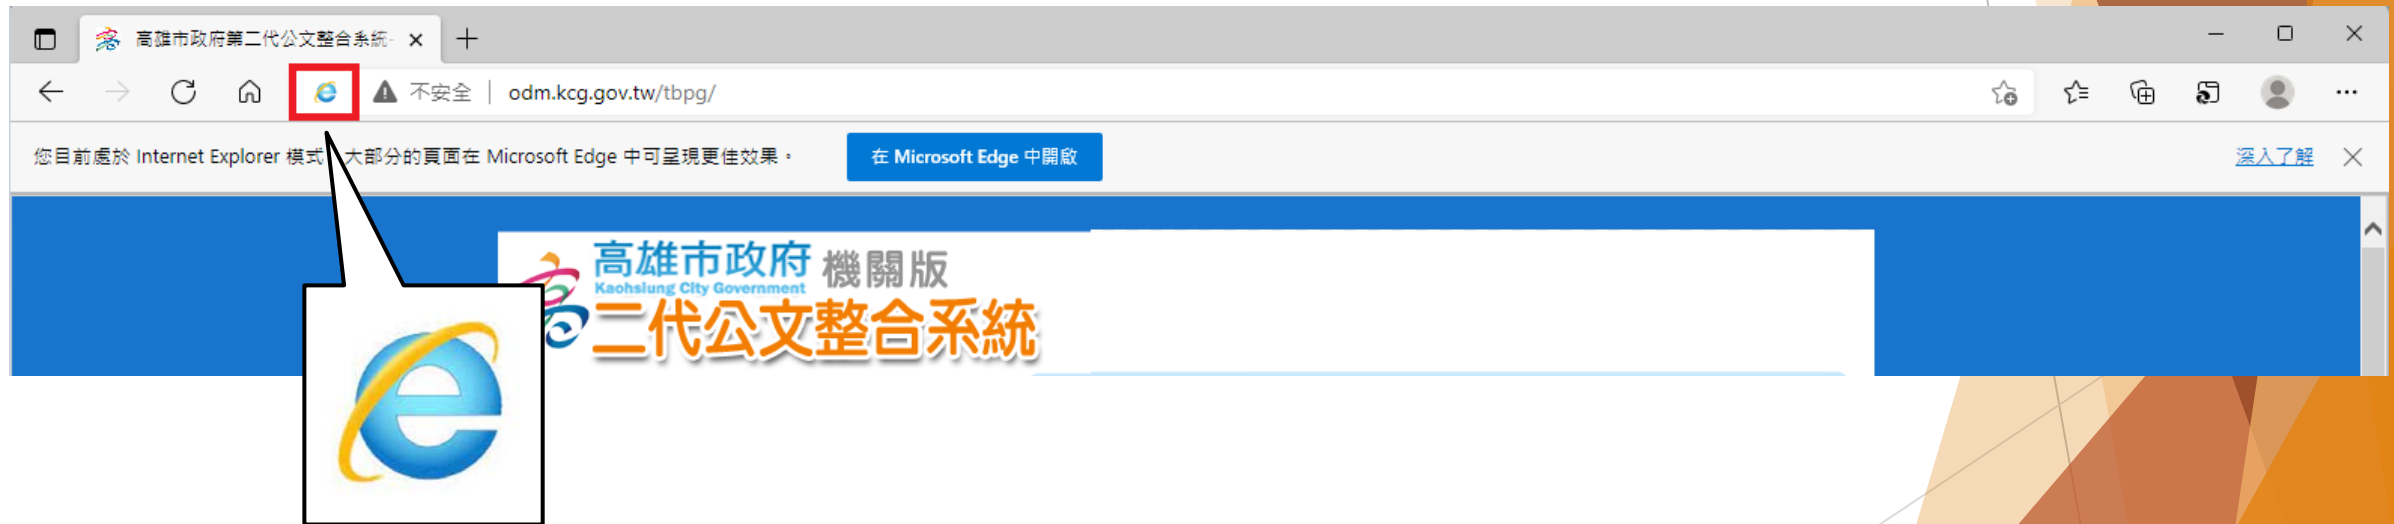 高雄市政府第二代公文整合系統-
不安全 | odm.kcg.gov.tw/tbpg/
您目前處於 Internet Explorer 模式 大部分的頁面在 Microsoft Edge 中可呈現更佳效果。 在 Microsoft Edge 中開啟 深入了解
高雄市政府 機關版
Kaohsiung City Government
二代公文整合系統